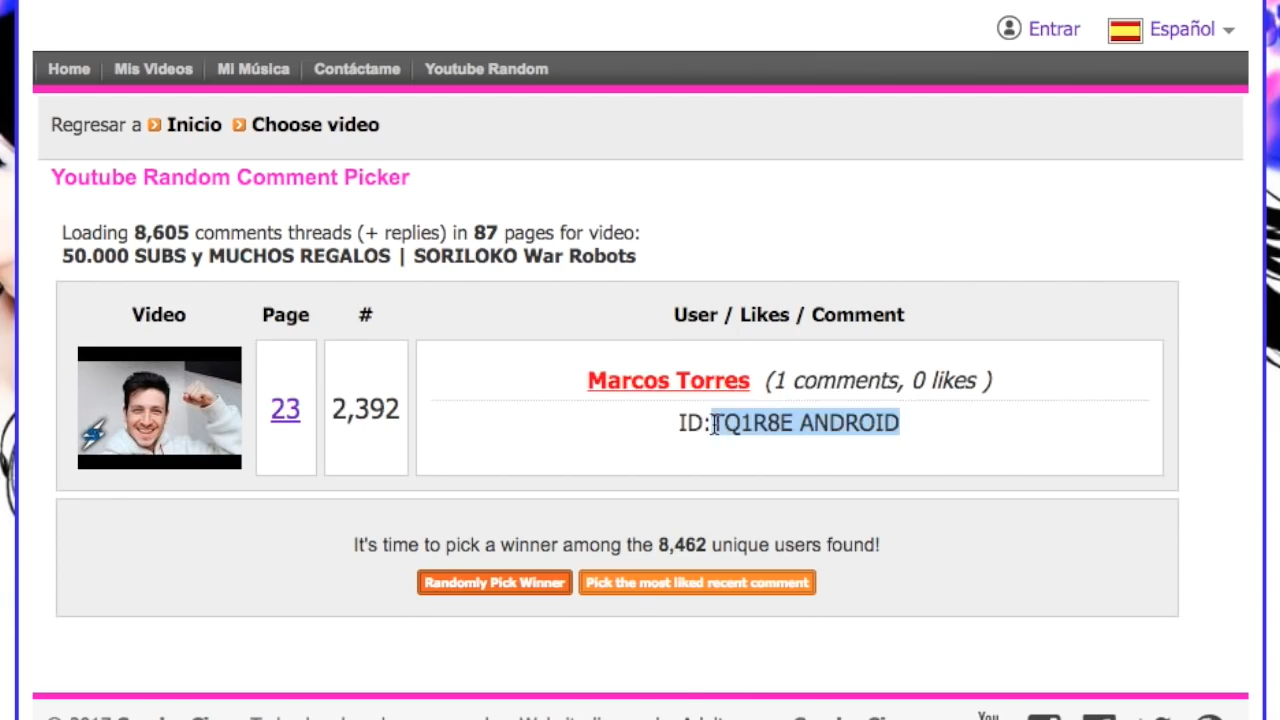 Entrar Español
Home Mis Videos Mi Música Contáctame Youtube Random
Regresar a Inicio Choose video
Youtube Random Comment Picker
Loading 8,605 comments threads (+ replies) in 87 pages for video:
50.000 SUBS y MUCHOS REGALOS | SORILOKO War Robots
Video Page # User / Likes / Comment
23 2,392 Marcos Torres (1 comments, 0 likes )
ID:TQ1R8E ANDROID
It's time to pick a winner among the 8,462 unique users found!
Randomly Pick Winner Pick the most liked recent comment
You